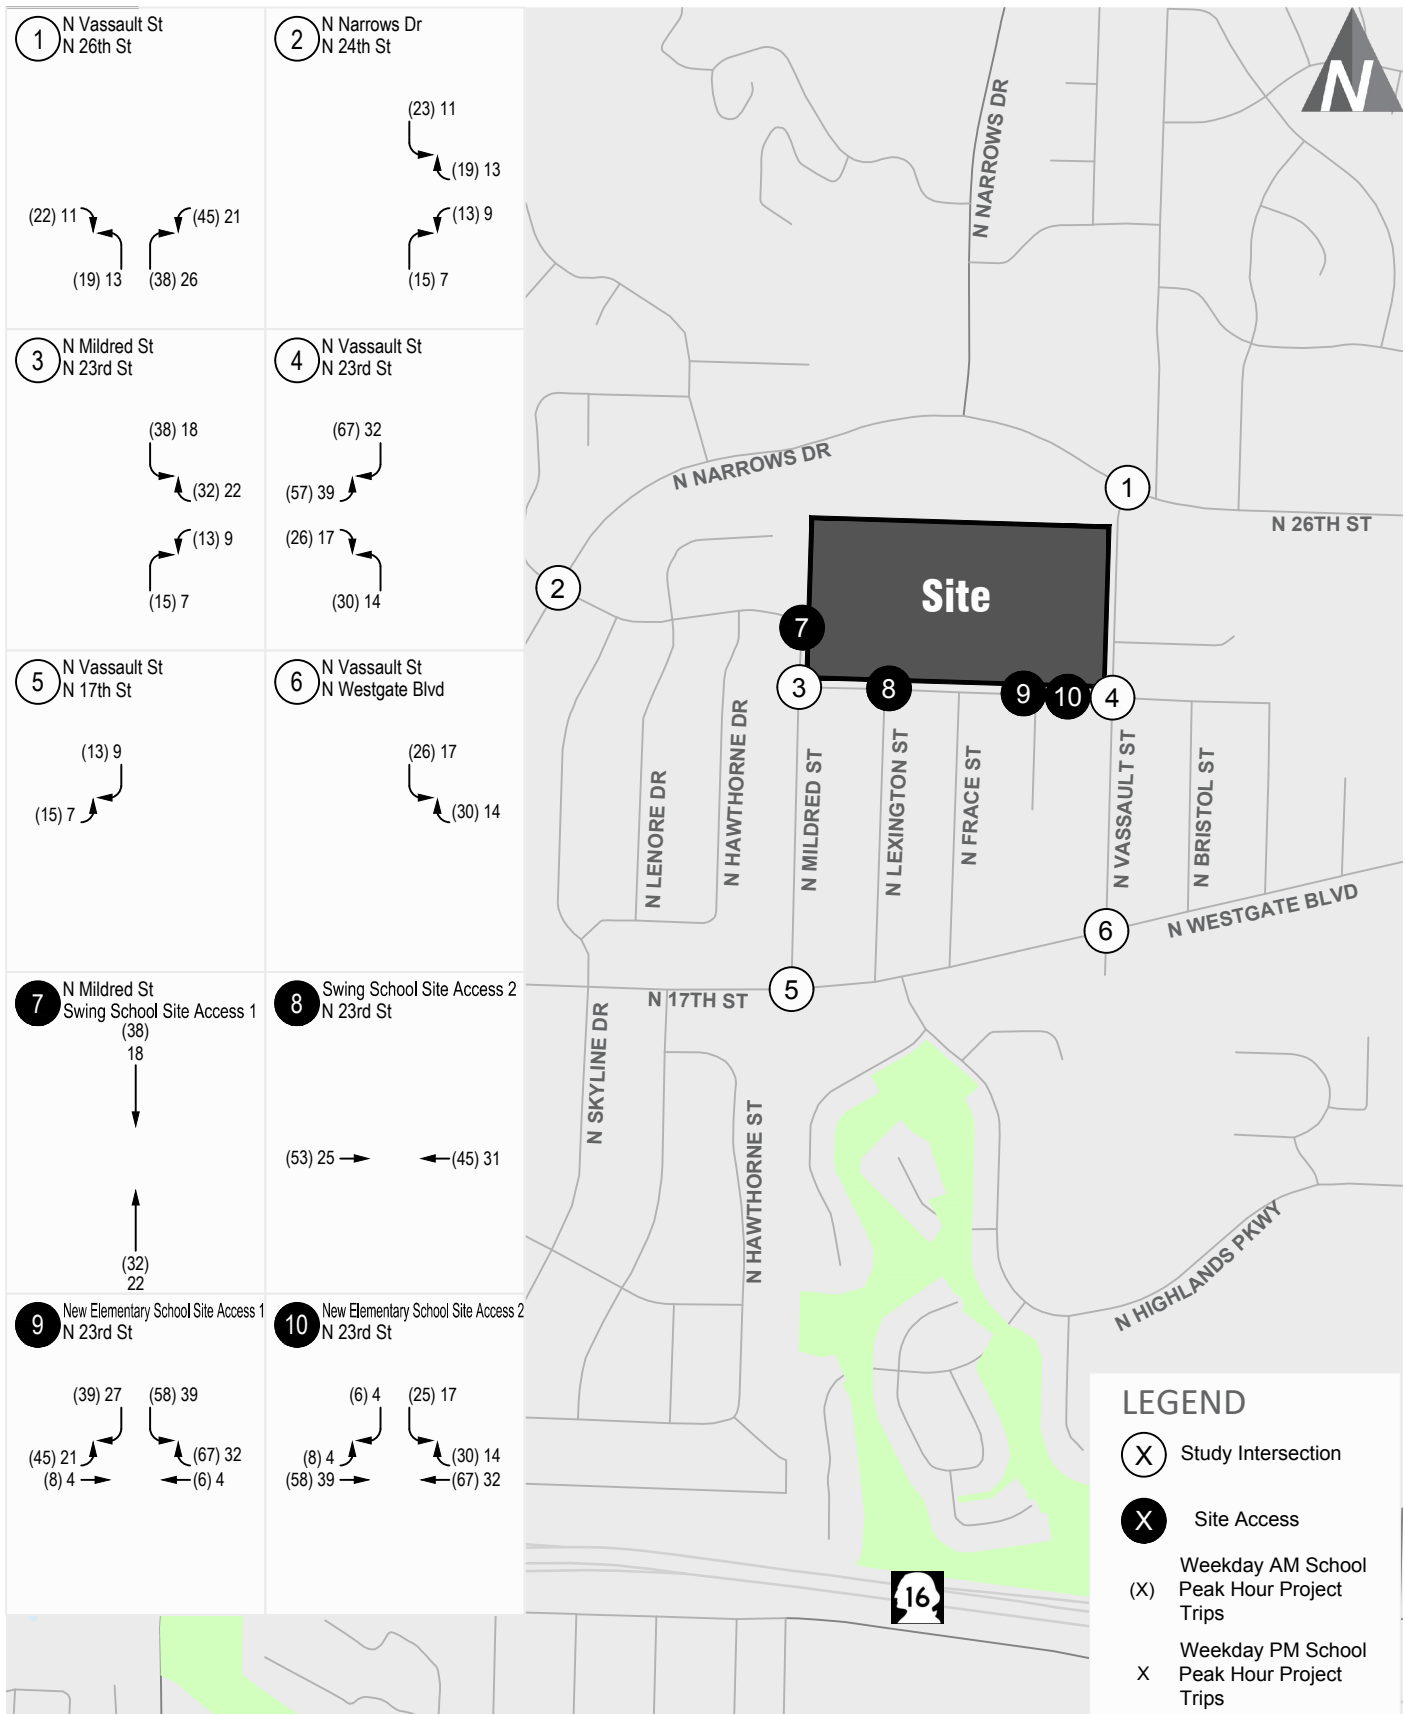 1
N Vassault St
N 26th St
(22) 11
(45) 21
(19) 13
(38) 26
2
N Narrows Dr
N 24th St
(23) 11
(19) 13
(13) 9
(15) 7
3
N Mildred St
N 23rd St
(38) 18
(32) 22
(13) 9
(15) 7
4
N Vassault St
N 23rd St
(67) 32
(57) 39
(26) 17
(30) 14
5
N Vassault St
N 17th St
(13) 9
(15) 7
6
N Vassault St
N Westgate Blvd
(26) 17
(30) 14
7
N Mildred St
Swing School Site Access 1
(38)
18
(32)
22
8
Swing School Site Access 2
N 23rd St
(53) 25
(45) 31
9
New Elementary School Site Access 1
N 23rd St
(39) 27
(58) 39
(45) 21
(67) 32
(8) 4
(6) 4
10
New Elementary School Site Access 2
N 23rd St
(6) 4
(25) 17
(8) 4
(30) 14
(58) 39
(67) 32
N
N NARROWS DR
N NARROWS DR
1
N 26TH ST
Site
2
7
3
8
9
10
4
N LENORE DR
N HAWTHORNE DR
N MILDRED ST
N LEXINGTON ST
N FRACE ST
N VASSAULT ST
N BRISTOL ST
N WESTGATE BLVD
6
5
N 17TH ST
N SKYLINE DR
N HAWTHORNE ST
N HIGHLANDS PKWY
16
LEGEND
X
Study Intersection
X
Site Access
(X)
Weekday AM School
Peak Hour Project
Trips
X
Weekday PM School
Peak Hour Project
Trips